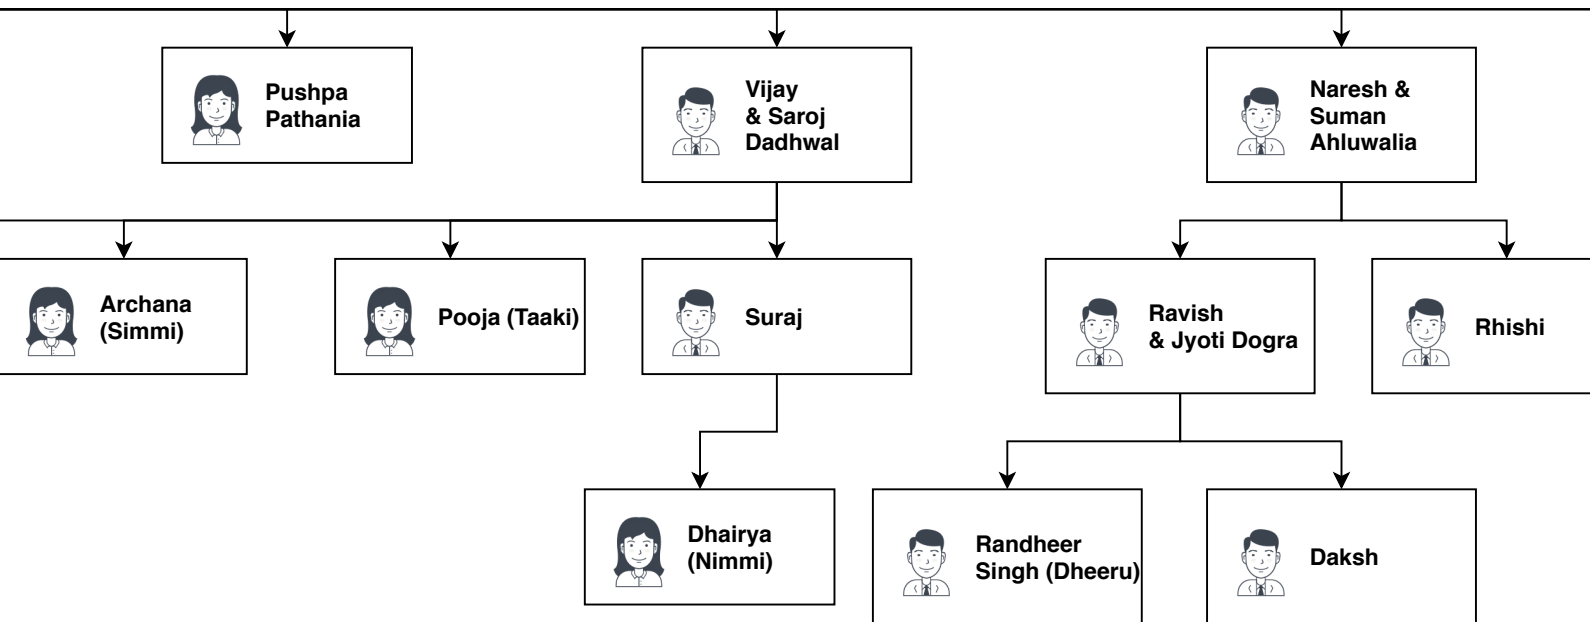 Pushpa
Pathania
Vijay
& Saroj
Dadhwal
Naresh &
Suman
Ahluwalia
Archana
(Simmi)
Pooja (Taaki)
Suraj
Ravish
& Jyoti Dogra
Rhishi
Dhairya
(Nimmi)
Randheer
Singh (Dheeru)
Daksh